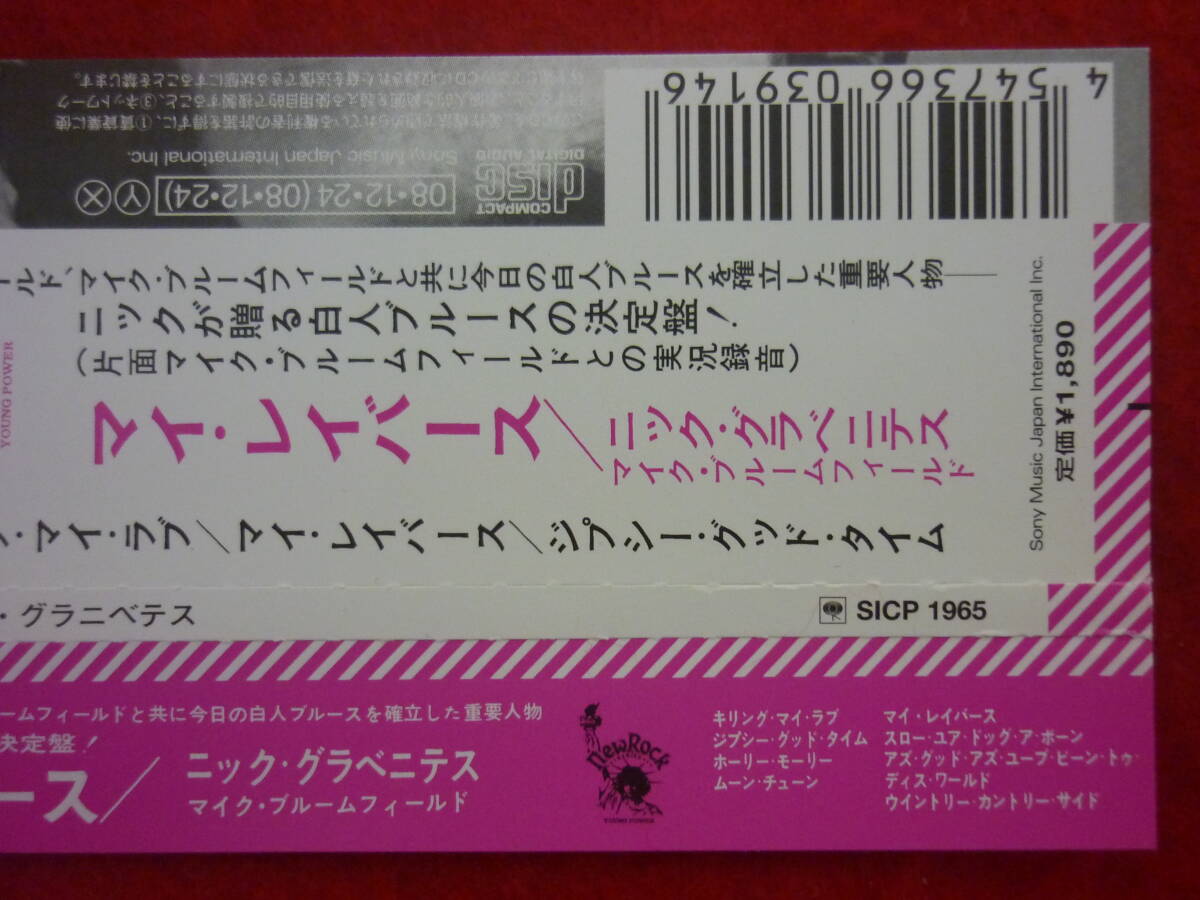 4 547366 039146
COMPACT
disc
DIGITAL AUDIO
08・12・24 (08・12・24) Ⓨ Ⓧ
Sony Music Japan International Inc.
ールド、マイク・ブルームフィールドと共に今日の白人ブルースを確立した重要人物——
ニックが贈る白人ブルースの決定盤!
(片面マイク・ブルームフィールドとの実況録音)
YOUNG POWER
マイ・レイバース/
ニック・グラベニテス
マイク・ブルームフィールド
・マイ・ラブ/マイ・レイバース/ジプシー・グッド・タイム
Sony Music Japan International Inc.
定価¥1,890
・グラニベテス
SICP 1965
ームフィールドと共に今日の白人ブルースを確立した重要人物
決定盤!
ース/
ニック・グラベニテス
マイク・ブルームフィールド
New Rock
YOUNG POWER
キリング・マイ・ラブ
ジプシー・グッド・タイム
ホーリー・モーリー
ムーン・チューン
マイ・レイバース
スロー・ユア・ドッグ・ア・ボーン
アズ・グッド・アズ・ユーブ・ビーン・トゥ・
ディス・ワールド
ウイントリー・カントリー・サイド